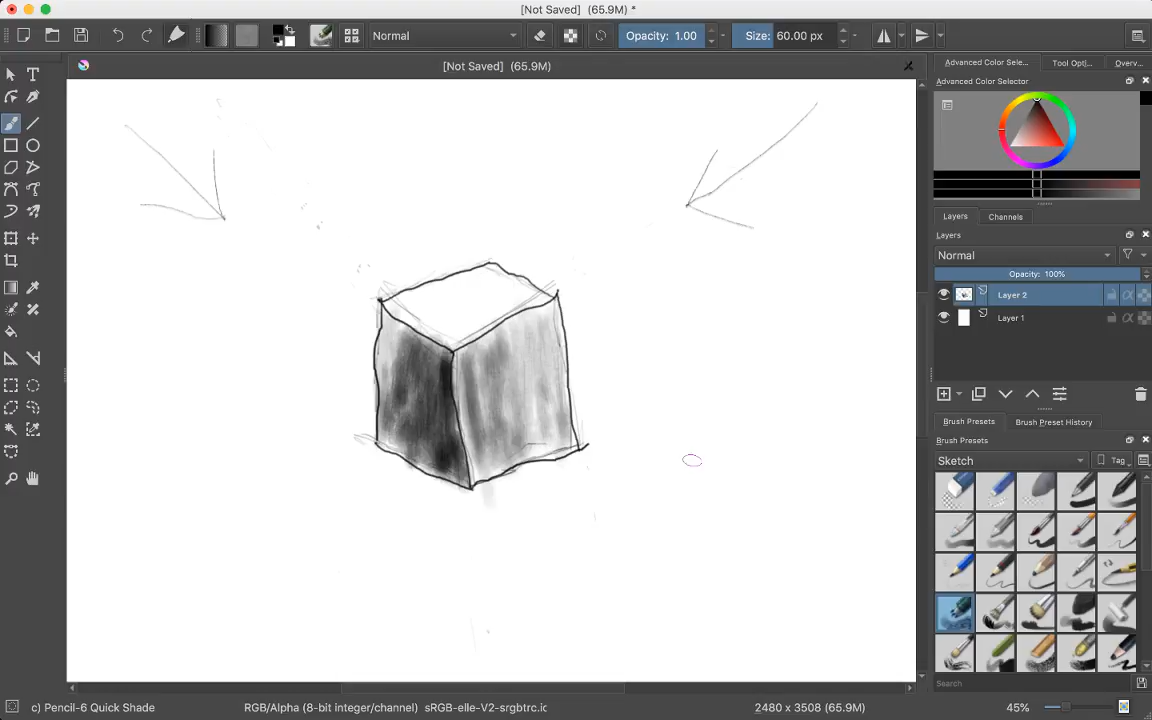 [Not Saved] (65.9M) *
Normal
Opacity: 1.00
Size: 60.00 px
[Not Saved] (65.9M)
Advanced Color Sele...
Tool Opti...
Overv...
Advanced Color Selector
Layers
Channels
Layers
Normal
Opacity: 100%
Layer 2
Layer 1
Brush Presets
Brush Preset History
Brush Presets
Sketch
Tag
Search
c) Pencil-6 Quick Shade
RGB/Alpha (8-bit integer/channel) sRGB-elle-V2-srgbtrc.ic
2480 x 3508 (65.9M)
45%